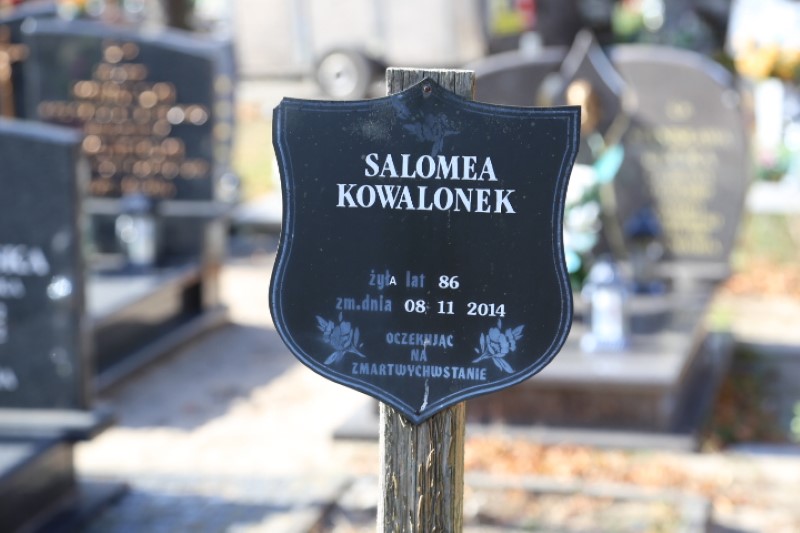 SALOMEA
KOWALONEK
żyłA lat 86
zm.dnia 08-11 2014
OCZEKUJĄC
NA
ZMARTWYCHWSTANIE